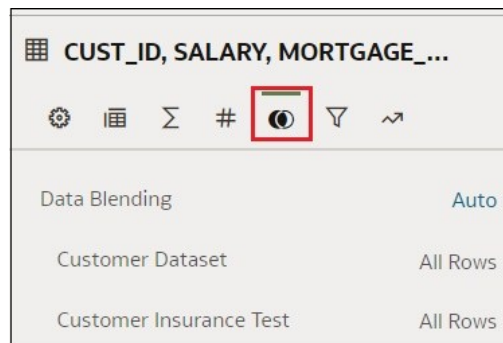 CUST_ID, SALARY, MORTGAGE_...
Σ #
Data Blending Auto
Customer Dataset All Rows
Customer Insurance Test All Rows